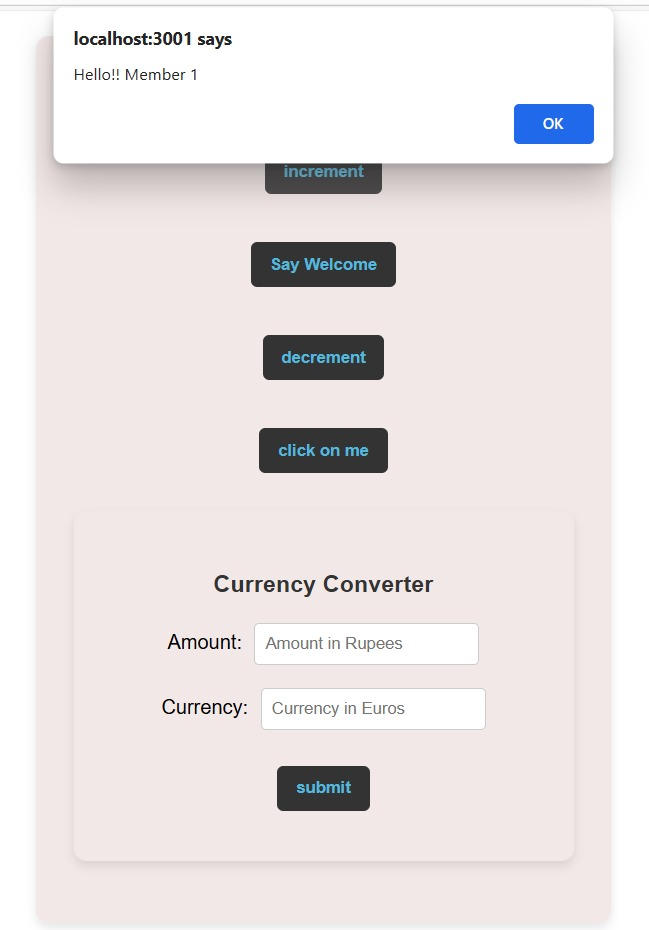 localhost:3001 says
Hello!! Member 1
OK
increment
Say Welcome
decrement
click on me
Currency Converter
Amount: Amount in Rupees
Currency: Currency in Euros
submit